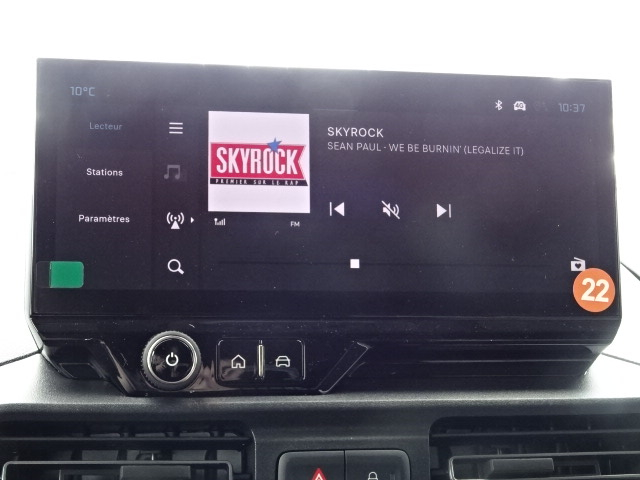 10°C
4G
10:37
Lecteur
Stations
Paramètres
SKYROCK
PREMIER SUR LE RAP
SKYROCK
SEAN PAUL - WE BE BURNIN' (LEGALIZE IT)
FM
22